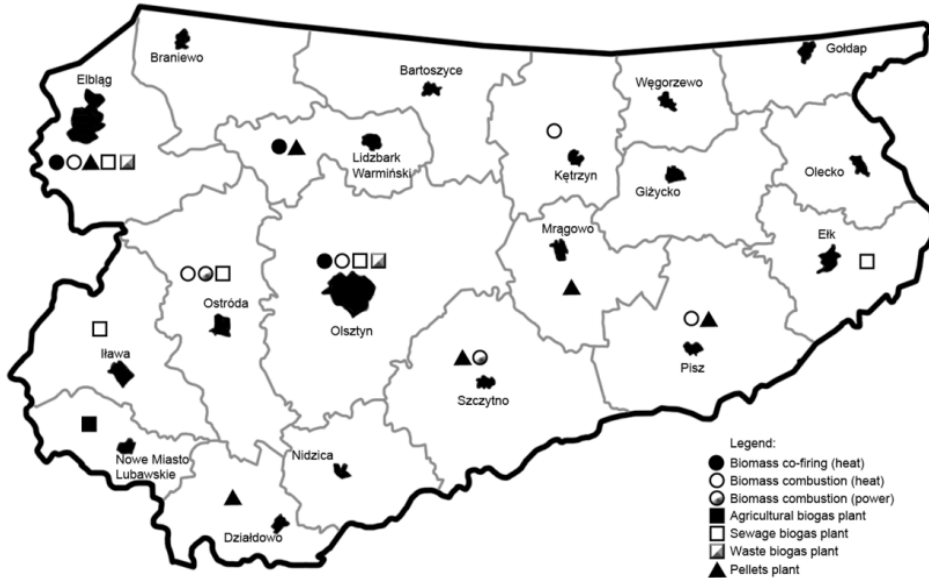 Gołdap
Braniewo
Bartoszyce
Elbląg
Węgorzewo
Lidzbark
Warmiński
Kętrzyn
Giżycko
Olecko
Mrągowo
Ełk
Ostróda
Olsztyn
Iława
Pisz
Szczytno
Nowe Miasto
Lubawskie
Nidzica
Działdowo
Legend:
Biomass co-firing (heat)
Biomass combustion (heat)
Biomass combustion (power)
Agricultural biogas plant
Sewage biogas plant
Waste biogas plant
Pellets plant